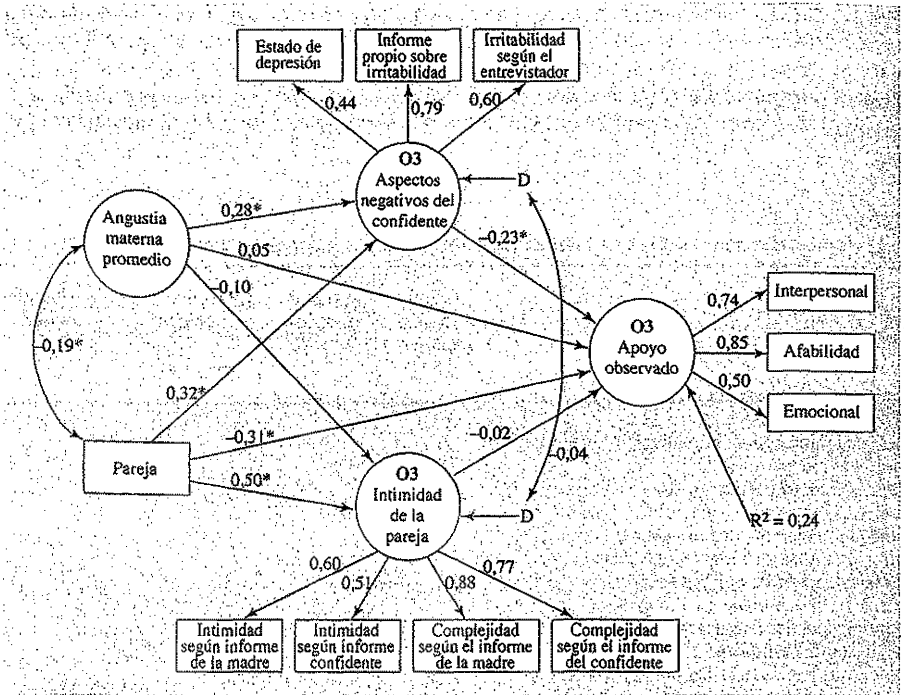 Estado de
depresión
Informe
propio sobre
irritabilidad
Irritabilidad
según el
entrevistador
0,44
0,79
0,60
O3
Aspectos
negativos del
confidente
D
Angustia
materna
promedio
0,28*
0,05
–0,10
–0,23*
–0,19*
0,32*
–0,31*
0,50*
Pareja
O3
Apoyo
observado
0,74
0,85
0,50
Interpersonal
Afabilidad
Emocional
–0,02
–0,04
O3
Intimidad
de la
pareja
D
R² = 0,24
0,60
0,51
0,88
0,77
Intimidad
según informe
de la madre
Intimidad
según informe
confidente
Complejidad
según el informe
de la madre
Complejidad
según el informe
del confidente